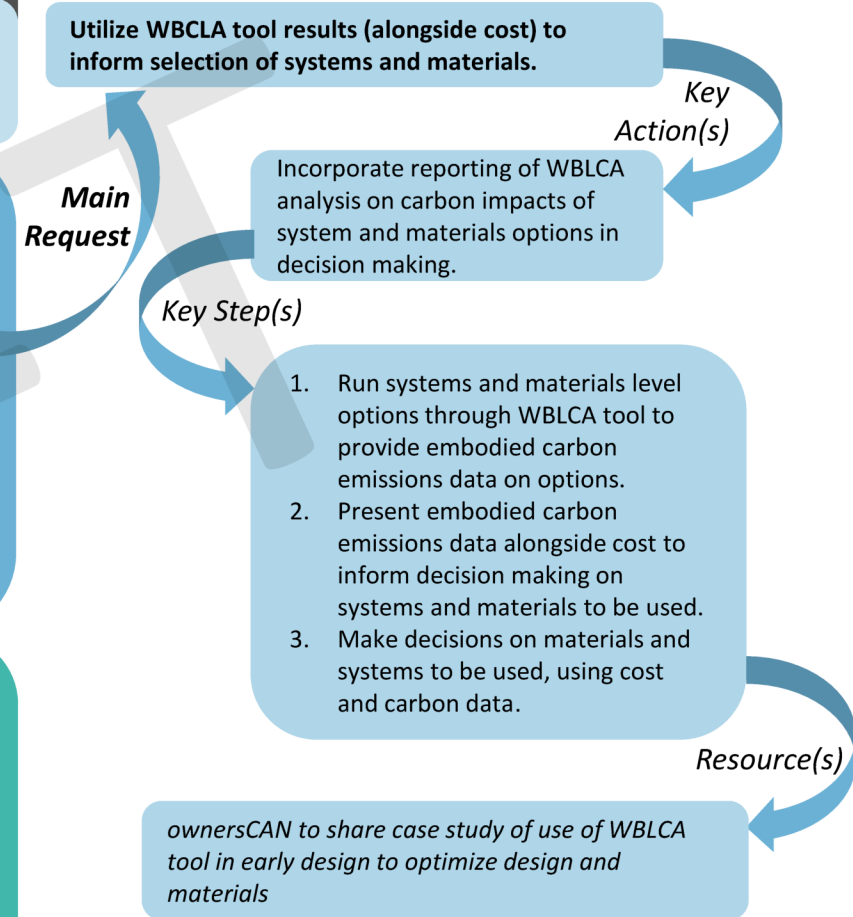 Utilize WBCLA tool results (alongside cost) to
inform selection of systems and materials.
Key
Action(s)
Incorporate reporting of WBLCA
analysis on carbon impacts of
system and materials options in
decision making.
Main
Request
Key Step(s)
1. Run systems and materials level
options through WBLCA tool to
provide embodied carbon
emissions data on options.
2. Present embodied carbon
emissions data alongside cost to
inform decision making on
systems and materials to be used.
3. Make decisions on materials and
systems to be used, using cost
and carbon data.
Resource(s)
ownersCAN to share case study of use of WBLCA
tool in early design to optimize design and
materials